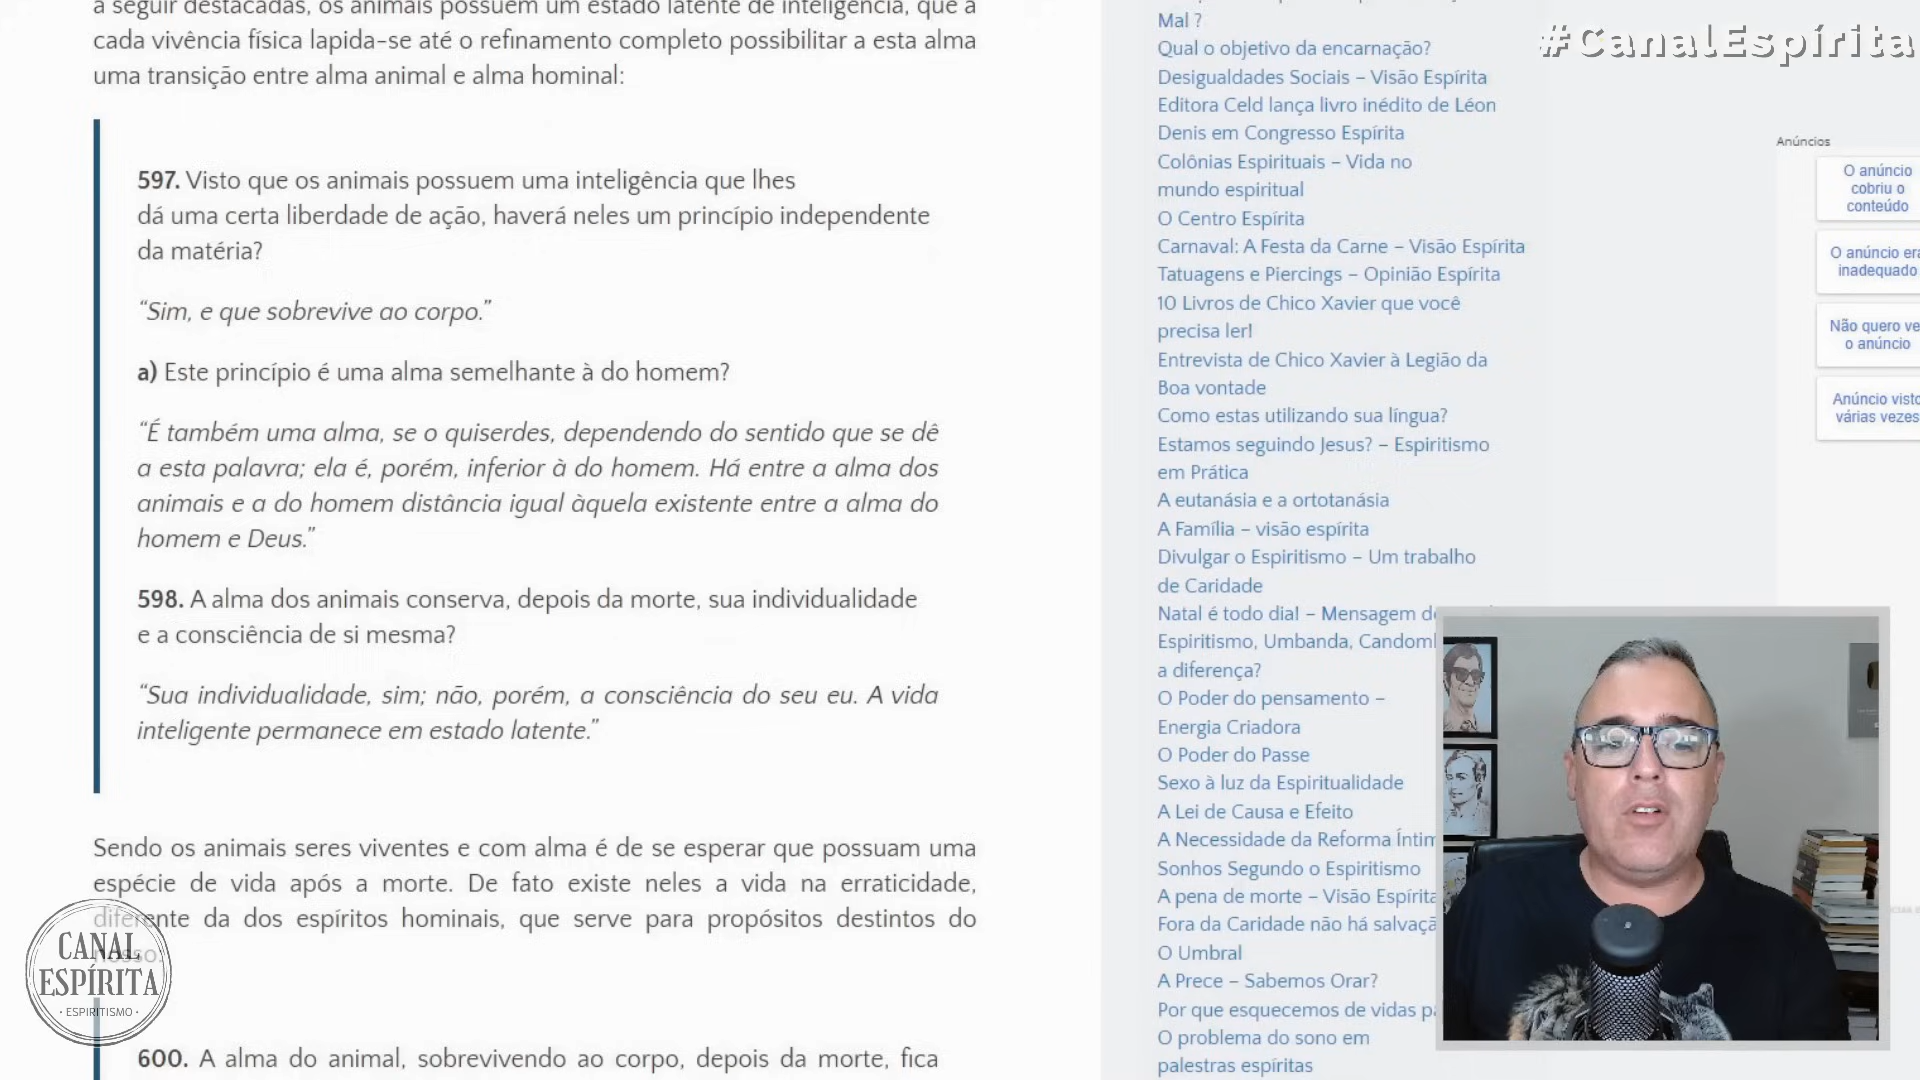 a seguir destacadas, os animais possuem um estado latente de inteligência, que a
cada vivência física lapida-se até o refinamento completo possibilitar a esta alma
uma transição entre alma animal e alma hominal:
597. Visto que os animais possuem uma inteligência que lhes
dá uma certa liberdade de ação, haverá neles um princípio independente
da matéria?
“Sim, e que sobrevive ao corpo.”
a) Este princípio é uma alma semelhante à do homem?
“É também uma alma, se o quiserdes, dependendo do sentido que se dê
a esta palavra; ela é, porém, inferior à do homem. Há entre a alma dos
animais e a do homem distância igual àquela existente entre a alma do
homem e Deus.”
598. A alma dos animais conserva, depois da morte, sua individualidade
e a consciência de si mesma?
“Sua individualidade, sim; não, porém, a consciência do seu eu. A vida
inteligente permanece em estado latente.”
Sendo os animais seres viventes e com alma é de se esperar que possuam uma
espécie de vida após a morte. De fato existe neles a vida na erraticidade,
diferente da dos espíritos hominais, que serve para propósitos destintos do
nosso:
600. A alma do animal, sobrevivendo ao corpo, depois da morte, fica
CANAL
ESPÍRITA
· ESPIRITISMO ·
Mal ?
Qual o objetivo da encarnação?
Desigualdades Sociais – Visão Espírita
Editora Celd lança livro inédito de Léon
Denis em Congresso Espírita
Colônias Espirituais – Vida no
mundo espiritual
O Centro Espírita
Carnaval: A Festa da Carne – Visão Espírita
Tatuagens e Piercings – Opinião Espírita
10 Livros de Chico Xavier que você
precisa ler!
Entrevista de Chico Xavier à Legião da
Boa vontade
Como estas utilizando sua língua?
Estamos seguindo Jesus? – Espiritismo
em Prática
A eutanásia e a ortotanásia
A Família – visão espírita
Divulgar o Espiritismo – Um trabalho
de Caridade
Natal é todo dia! – Mensagem de
Espiritismo, Umbanda, Candombl
a diferença?
O Poder do pensamento –
Energia Criadora
O Poder do Passe
Sexo à luz da Espiritualidade
A Lei de Causa e Efeito
A Necessidade da Reforma Íntim
Sonhos Segundo o Espiritismo
A pena de morte – Visão Espírita
Fora da Caridade não há salvaçã
O Umbral
A Prece – Sabemos Orar?
Por que esquecemos de vidas pa
O problema do sono em
palestras espíritas
#CanalEspírita
Anúncios
O anúncio
cobriu o
conteúdo
O anúncio era
inadequado
Não quero ve
o anúncio
Anúncio visto
várias vezes